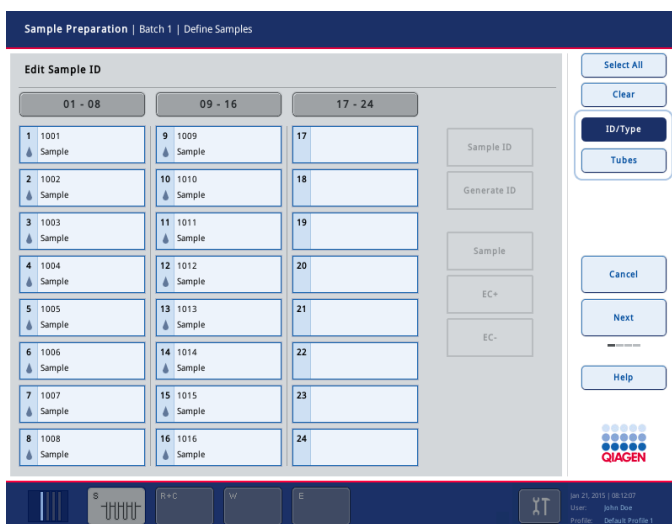 Sample Preparation | Batch 1 | Define Samples
Edit Sample ID
01 - 08
09 - 16
17 - 24
1 1001
Sample
2 1002
Sample
3 1003
Sample
4 1004
Sample
5 1005
Sample
6 1006
Sample
7 1007
Sample
8 1008
Sample
9 1009
Sample
10 1010
Sample
11 1011
Sample
12 1012
Sample
13 1013
Sample
14 1014
Sample
15 1015
Sample
16 1016
Sample
17
18
19
20
21
22
23
24
Sample ID
Generate ID
Sample
EC+
EC-
Select All
Clear
ID/Type
Tubes
Cancel
Next
Help
QIAGEN
S
R+C
W
E
Jan 21, 2015 | 08:12:07
User: John Doe
Profile: Default Profile 1